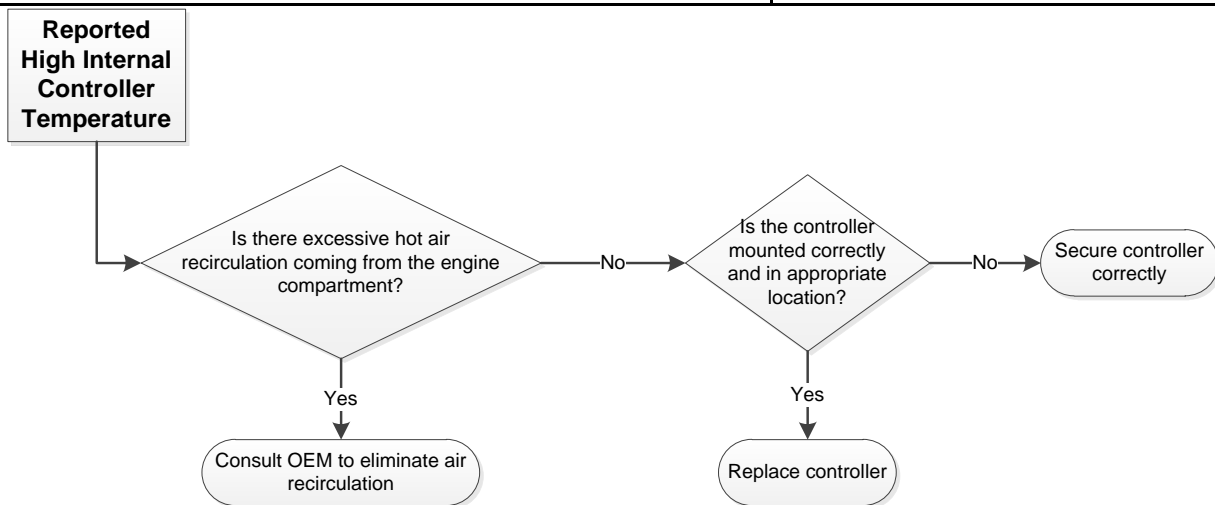 Reported
High Internal
Controller
Temperature
Is there excessive hot air
recirculation coming from the engine
compartment?
No
Is the controller
mounted correctly
and in appropriate
location?
No
Secure controller
correctly
Yes
Yes
Consult OEM to eliminate air
recirculation
Replace controller